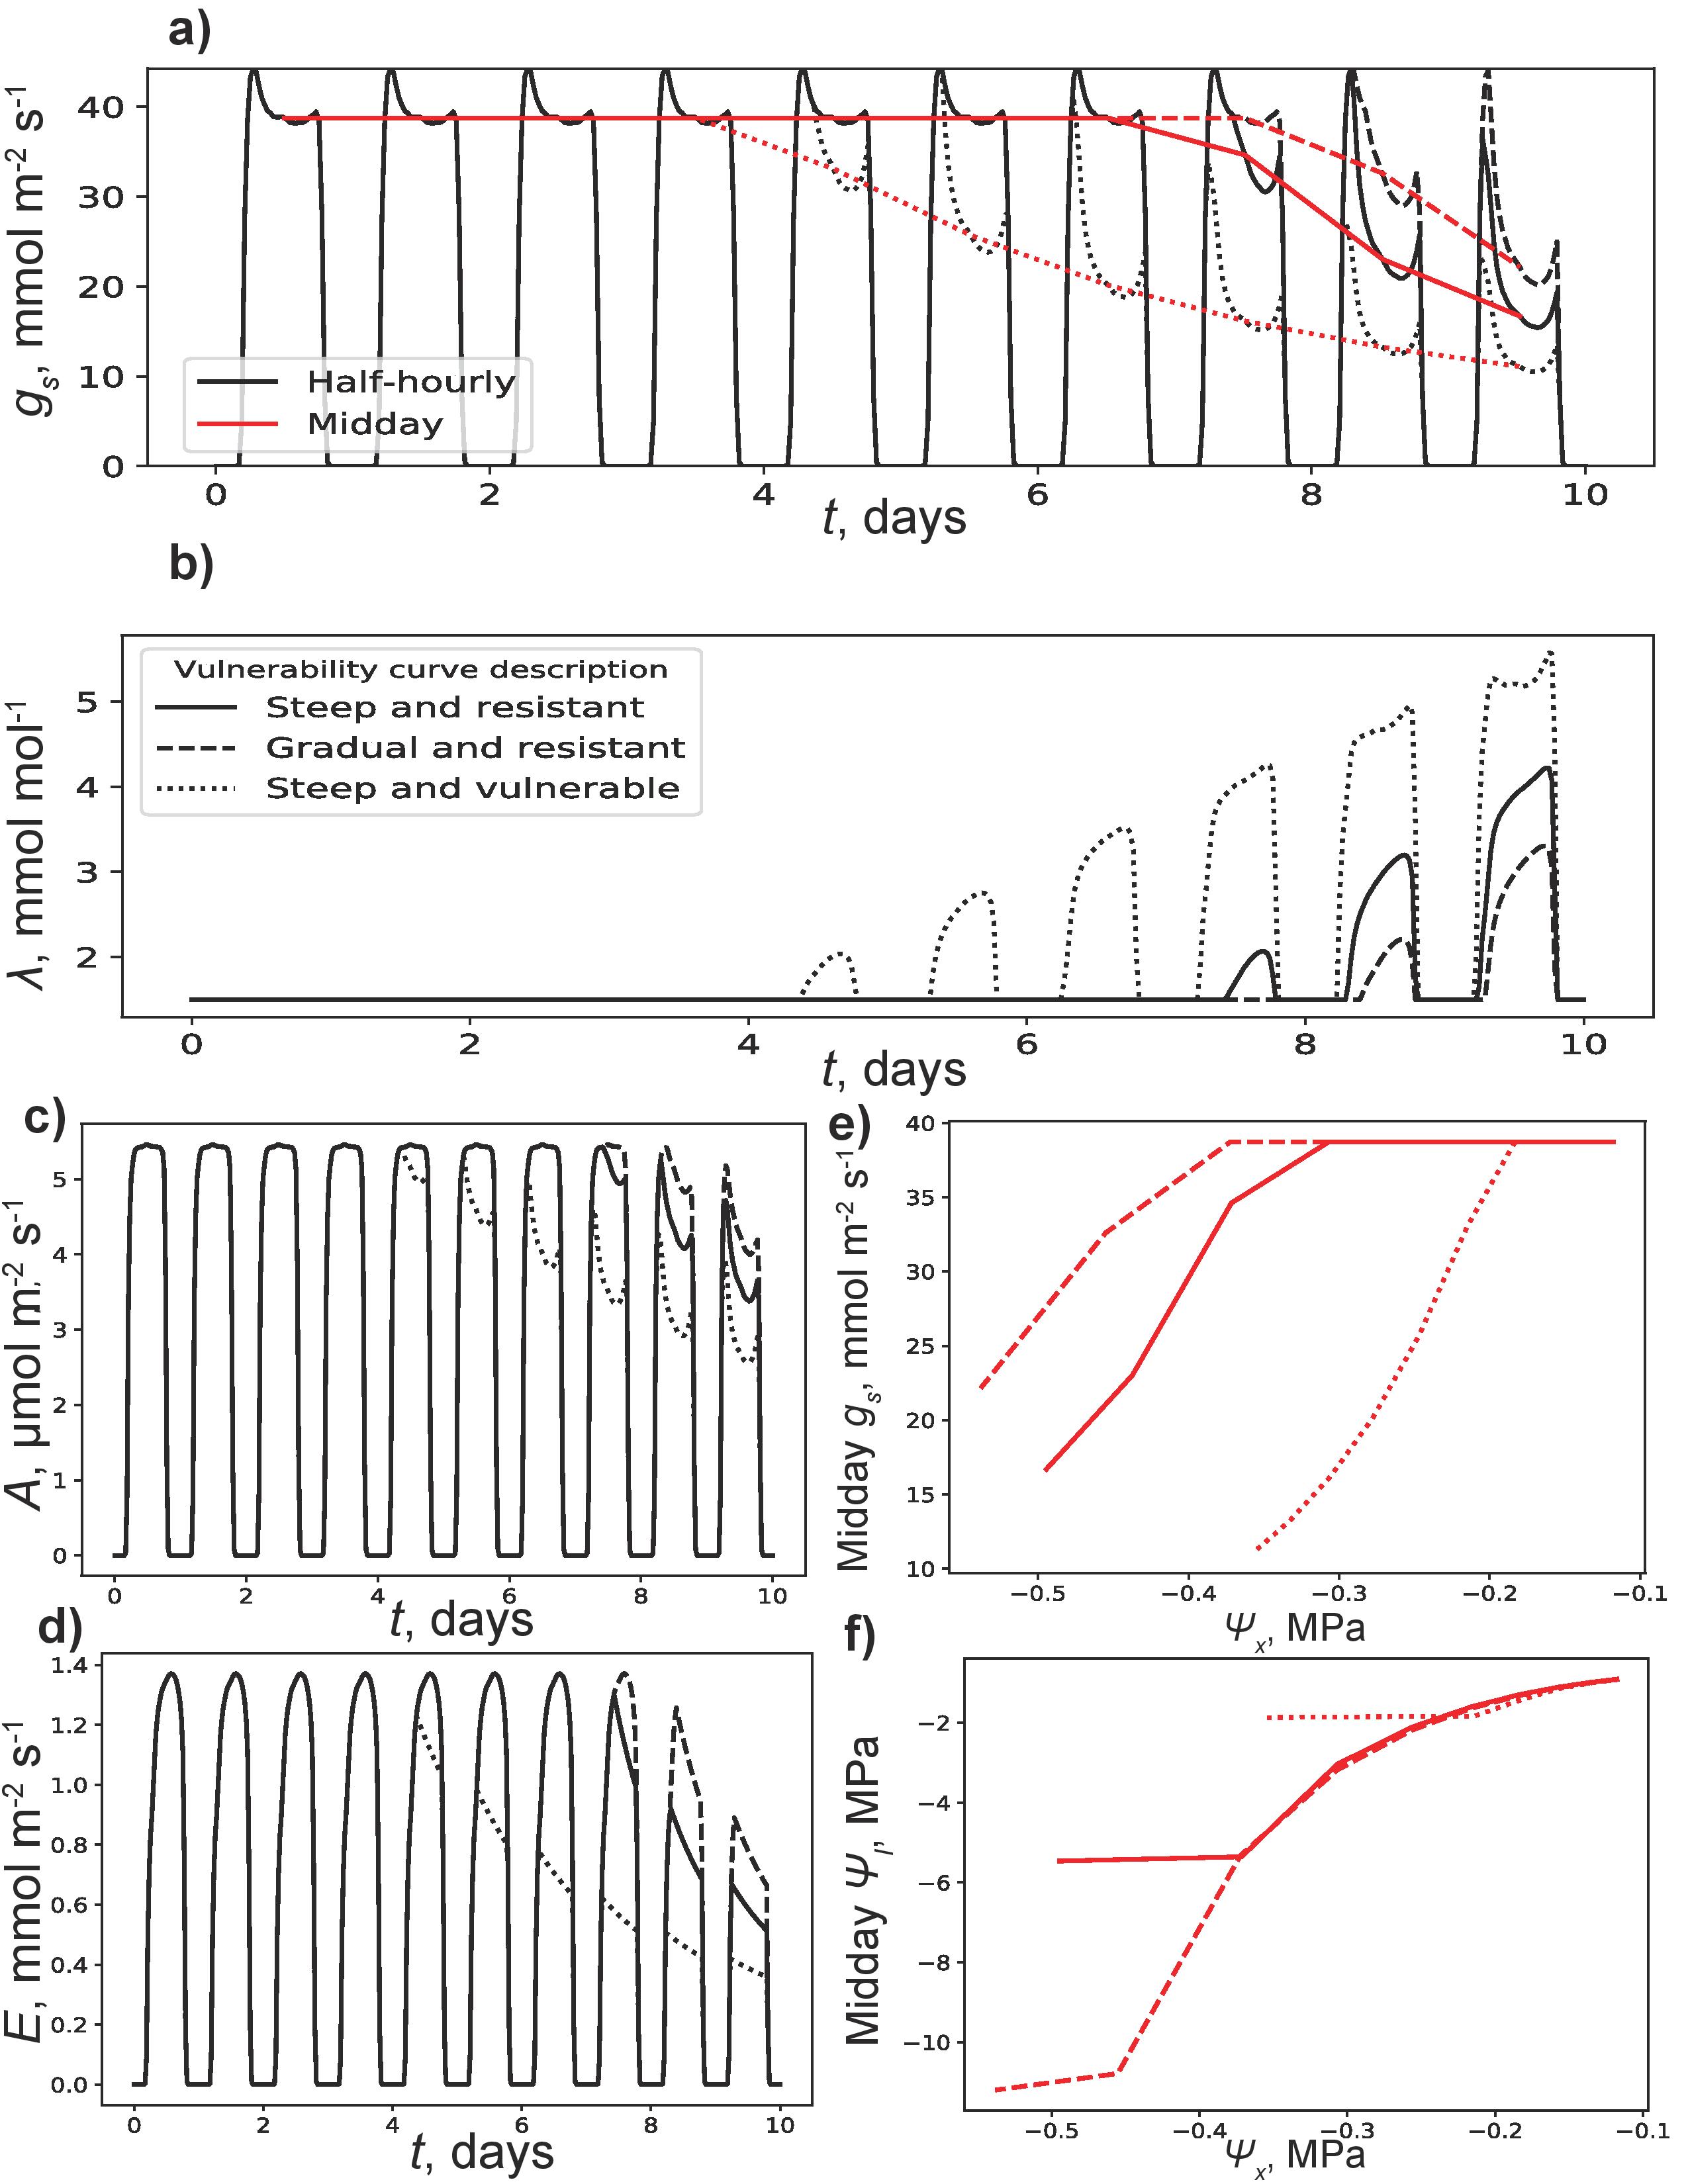 a)
gₛ, mmol m⁻² s⁻¹
40
30
20
10
0
Half-hourly
Midday
0 2 4 6 8 10
t, days
b)
λ, mmol mol⁻¹
5
4
3
2
Vulnerability curve description
Steep and resistant
Gradual and resistant
Steep and vulnerable
0 2 4 6 8 10
t, days
c)
A, μmol m⁻² s⁻¹
5
4
3
2
1
0
0 2 4 6 8 10
t, days
e)
Midday gₛ, mmol m⁻² s⁻¹
40
35
30
25
20
15
10
−0.5 −0.4 −0.3 −0.2 −0.1
Ψₓ, MPa
d)
E, mmol m⁻² s⁻¹
1.4
1.2
1.0
0.8
0.6
0.4
0.2
0.0
0 2 4 6 8 10
t, days
f)
Midday Ψₗ, MPa
−2
−4
−6
−8
−10
−0.5 −0.4 −0.3 −0.2 −0.1
Ψₓ, MPa